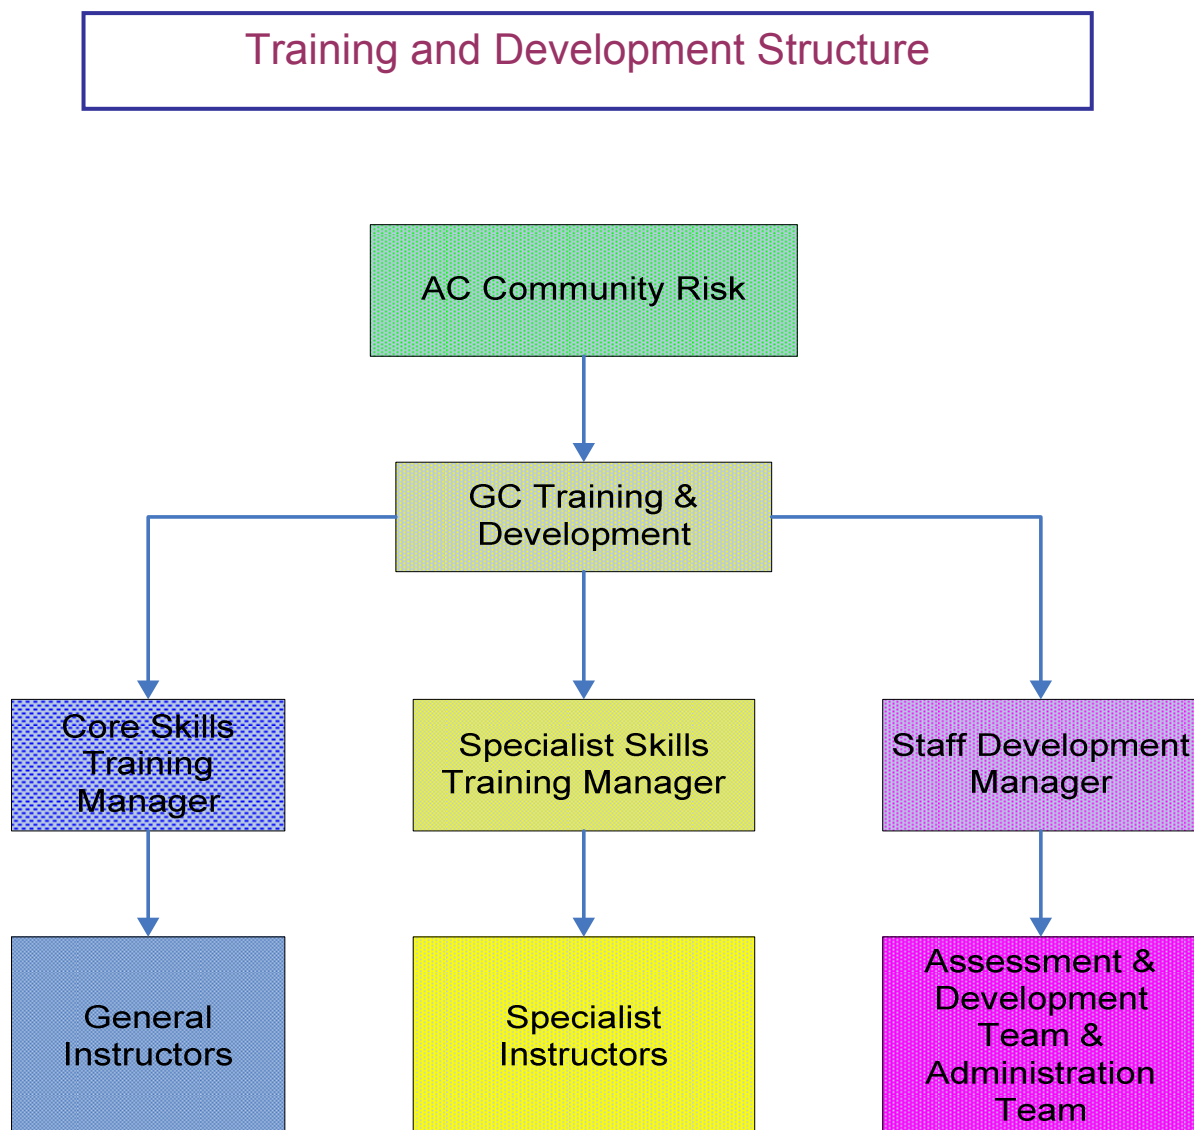 Training and Development Structure
AC Community Risk
GC Training &
Development
Core Skills
Training
Manager
Specialist Skills
Training Manager
Staff Development
Manager
General
Instructors
Specialist
Instructors
Assessment &
Development
Team &
Administration
Team